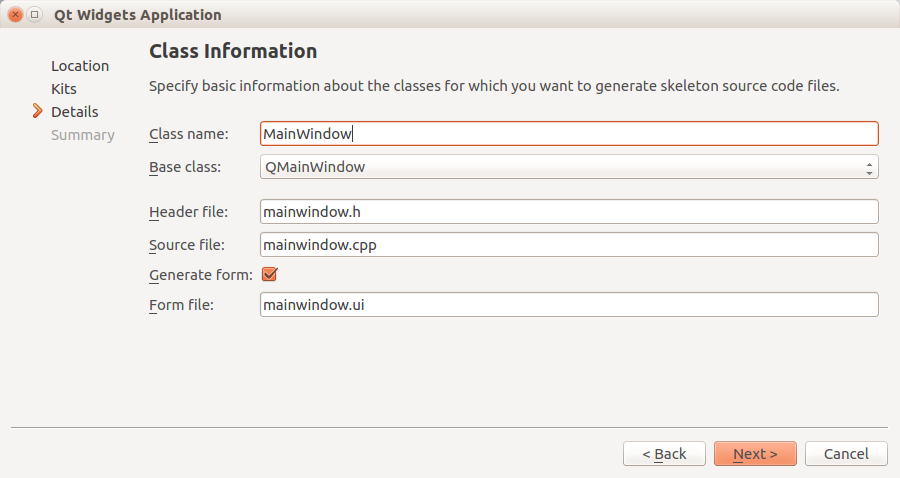 Qt Widgets Application
Location
Kits
Details
Summary
Class Information
Specify basic information about the classes for which you want to generate skeleton source code files.
Class name: MainWindow
Base class: QMainWindow
Header file: mainwindow.h
Source file: mainwindow.cpp
Generate form:
Form file: mainwindow.ui
< Back Next > Cancel